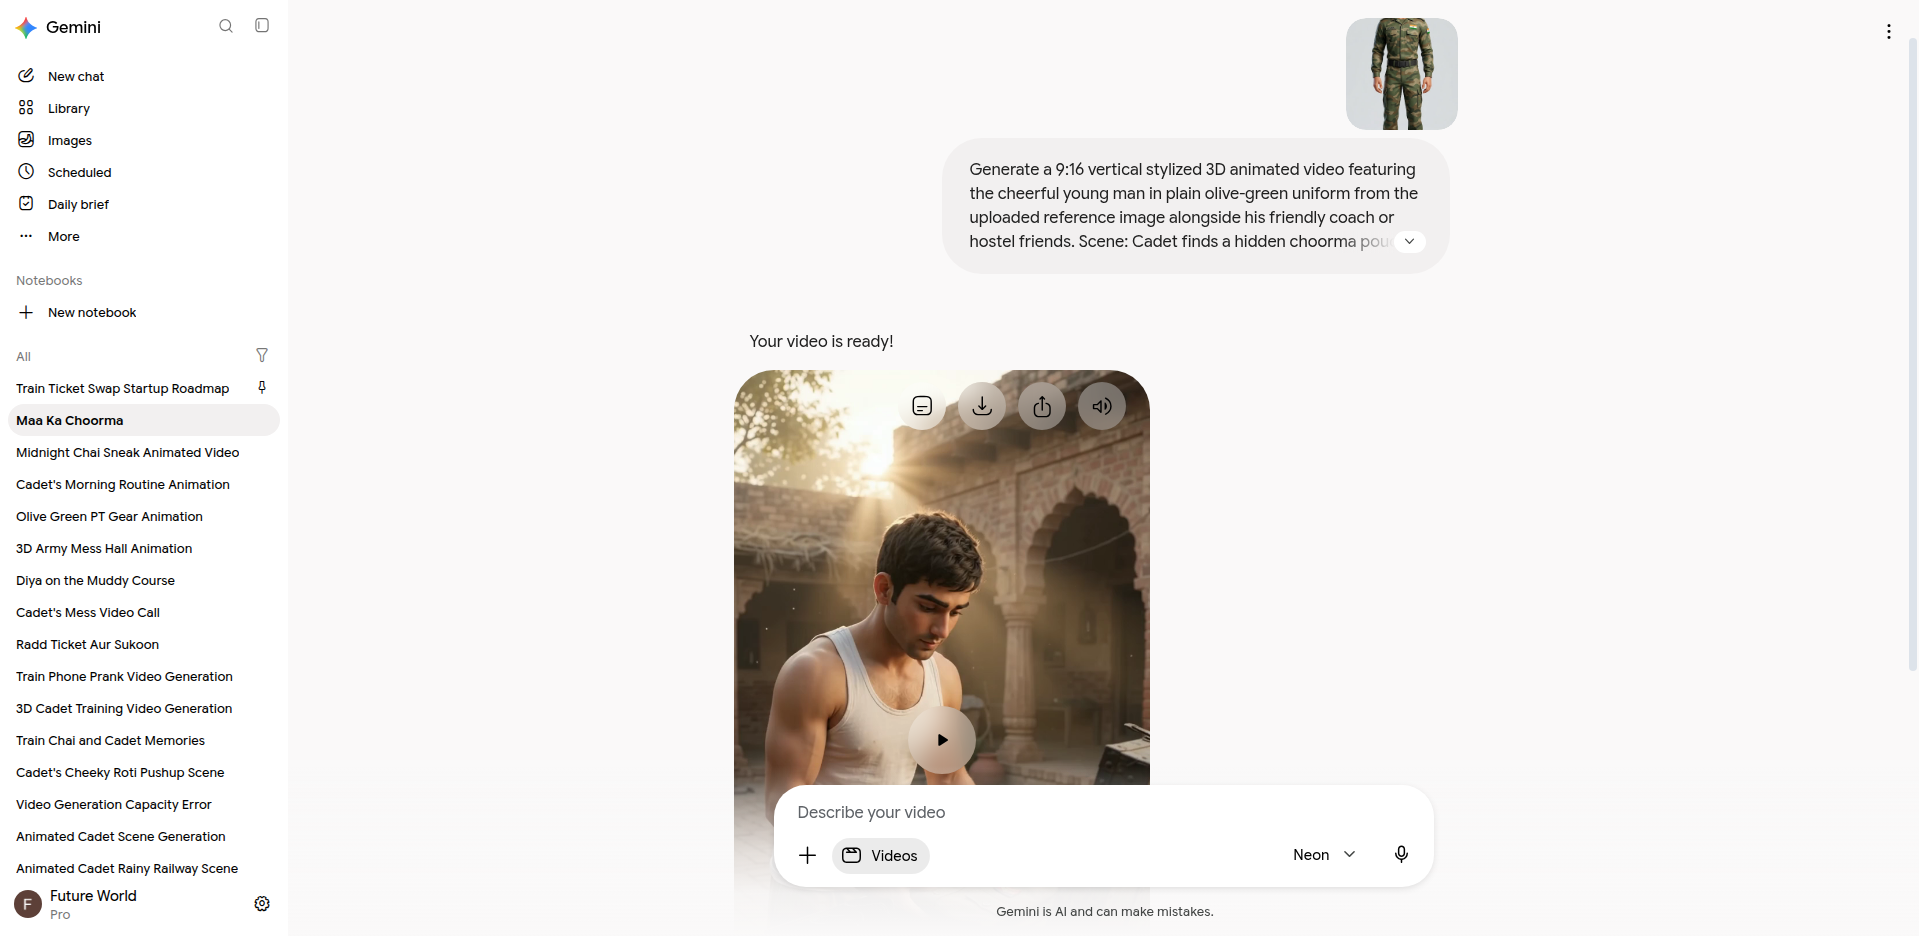 Gemini
New chat
Library
Images
Scheduled
Daily brief
More
Notebooks
New notebook
All
Train Ticket Swap Startup Roadmap
Maa Ka Choorma
Midnight Chai Sneak Animated Video
Cadet's Morning Routine Animation
Olive Green PT Gear Animation
3D Army Mess Hall Animation
Diya on the Muddy Course
Cadet's Mess Video Call
Radd Ticket Aur Sukoon
Train Phone Prank Video Generation
3D Cadet Training Video Generation
Train Chai and Cadet Memories
Cadet's Cheeky Roti Pushup Scene
Video Generation Capacity Error
Animated Cadet Scene Generation
Animated Cadet Rainy Railway Scene
F
Future World
Pro
Generate a 9:16 vertical stylized 3D animated video featuring
the cheerful young man in plain olive-green uniform from the
uploaded reference image alongside his friendly coach or
hostel friends. Scene: Cadet finds a hidden choorma pou
Your video is ready!
Describe your video
Videos
Neon
Gemini is AI and can make mistakes.